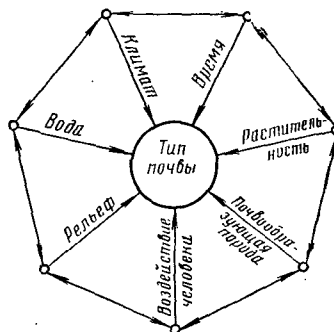 Климат
Время
Вода
Тип
почвы
Раститель-
ность
Рельеф
Почвообра-
зующая
порода
Воздействие
человека